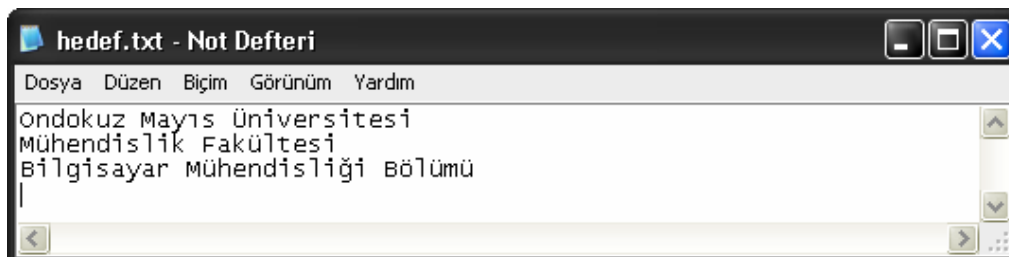 hedef.txt - Not Defteri
Dosya Düzen Biçim Görünüm Yardım
Ondokuz Mayıs Üniversitesi
Mühendislik Fakültesi
Bilgisayar Mühendisliği Bölümü